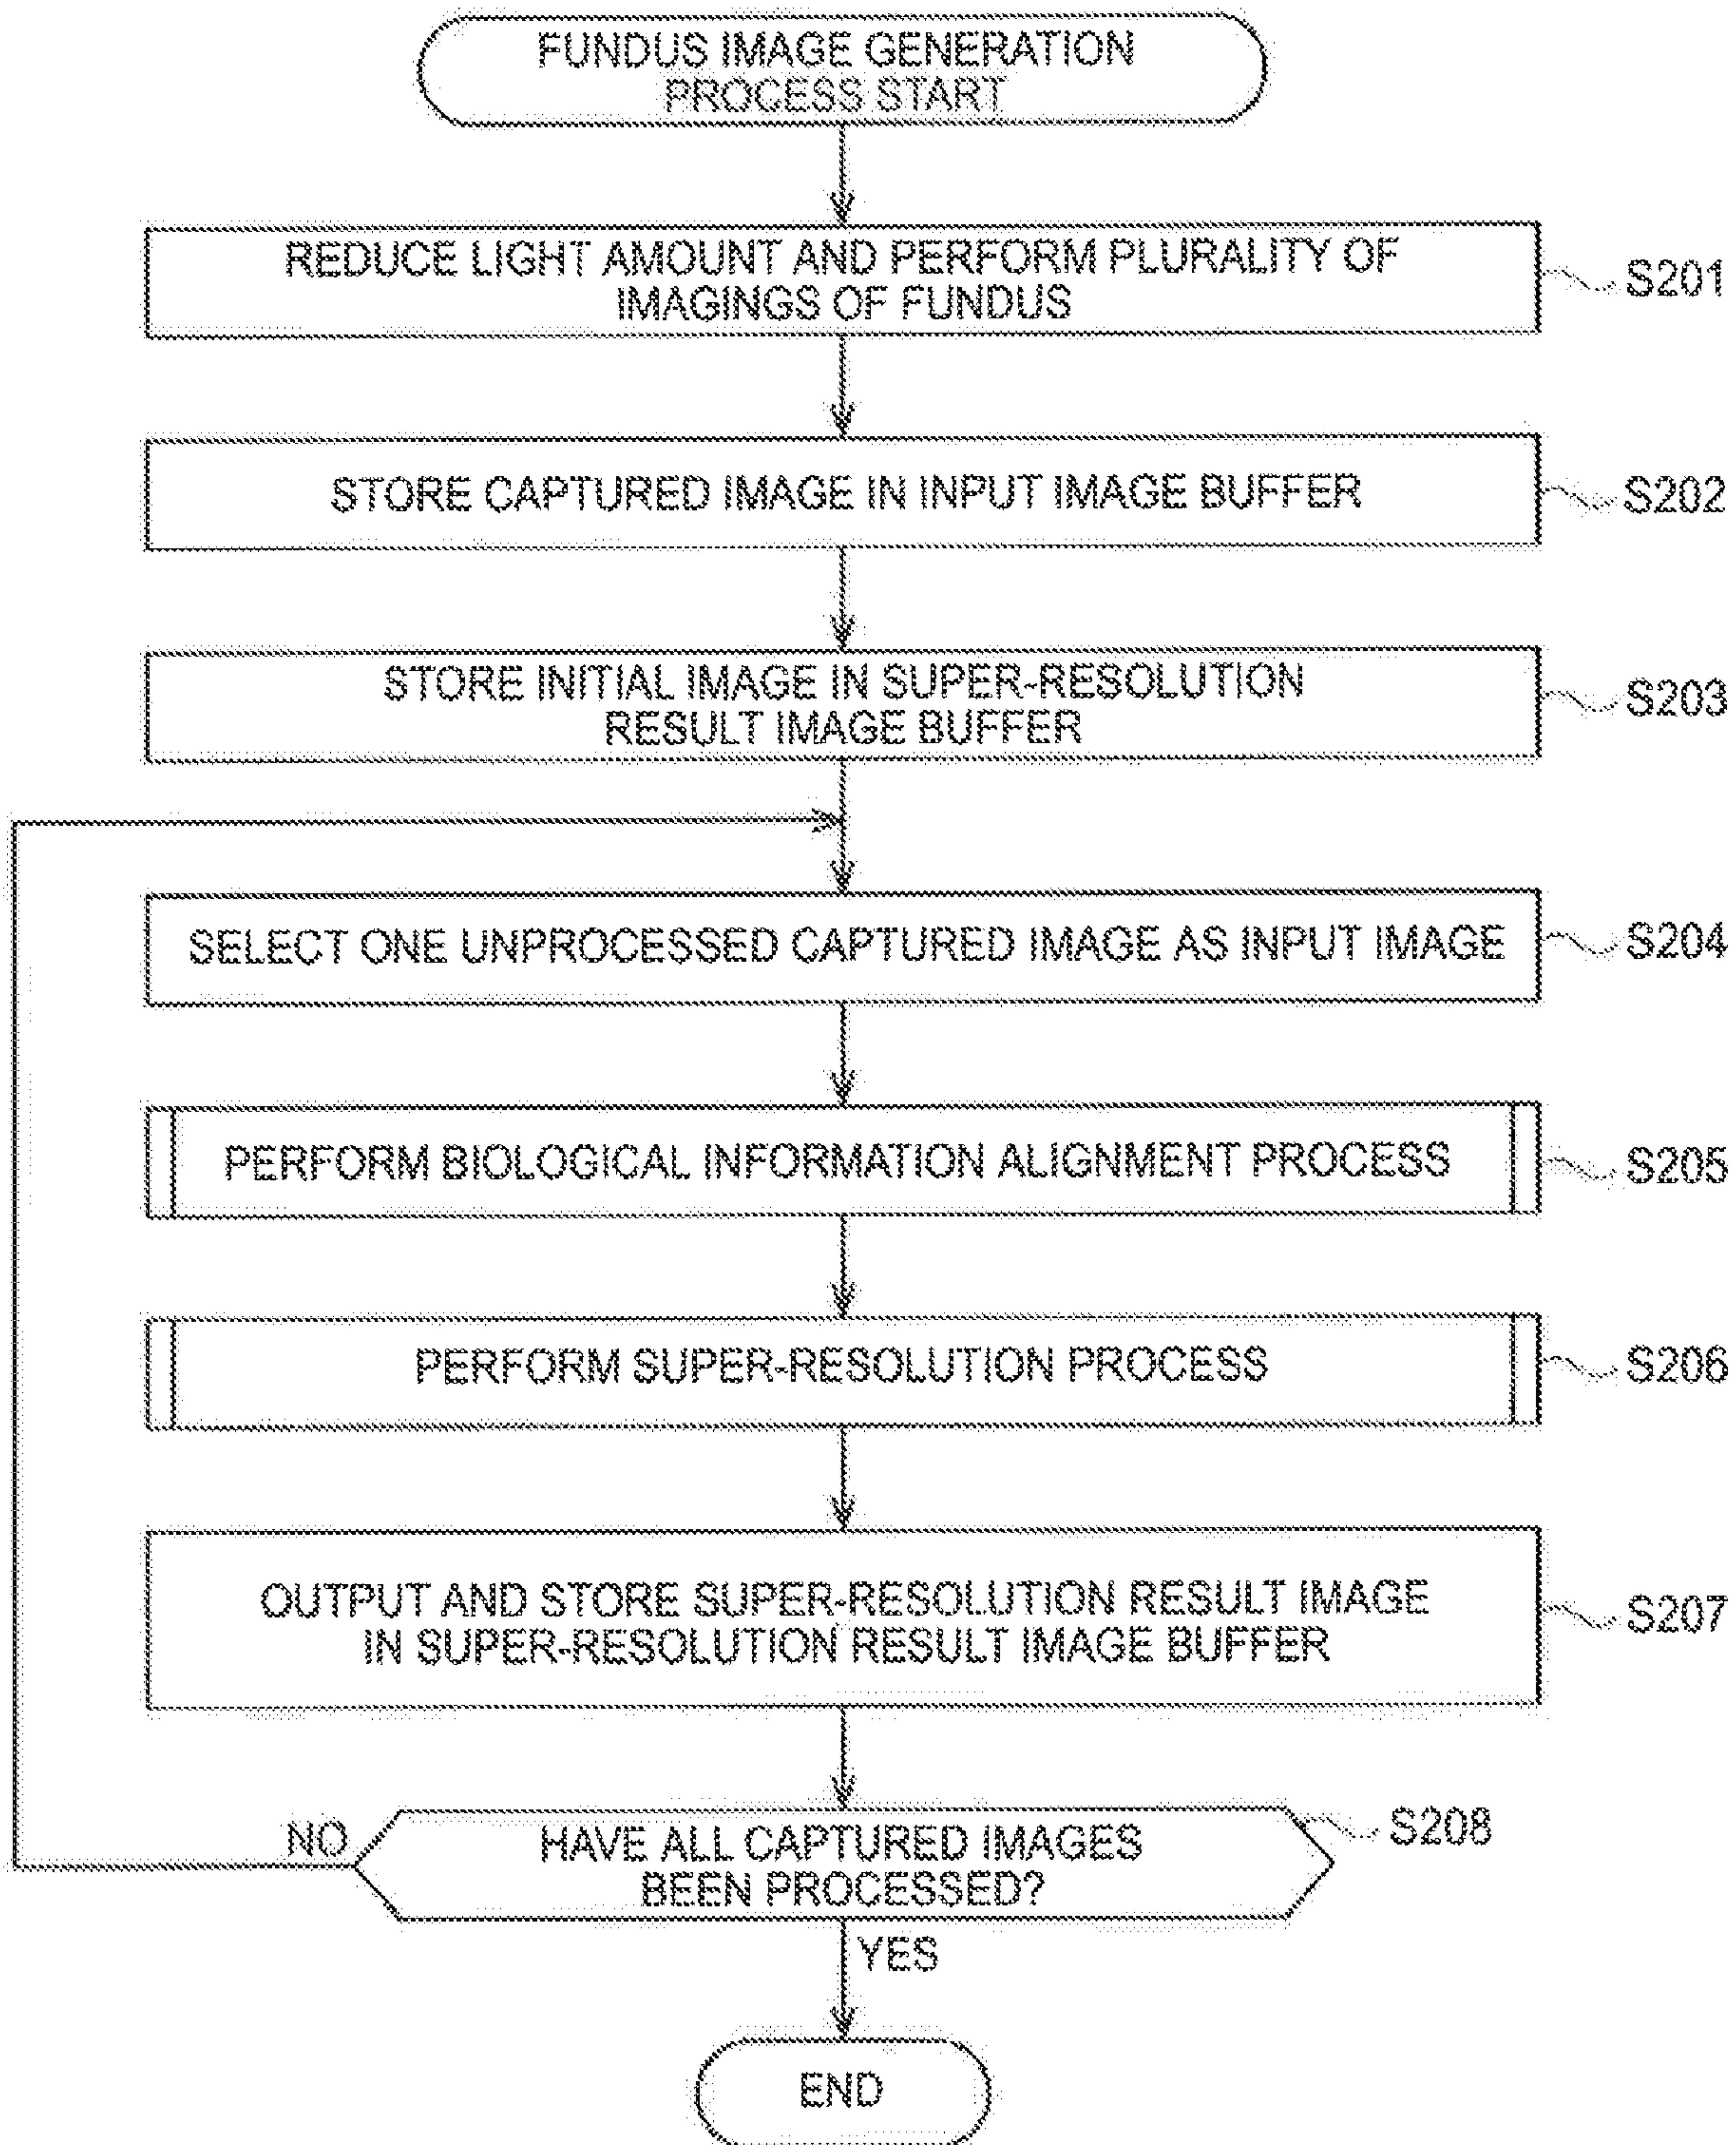 FUNDUS IMAGE GENERATION
PROCESS START
REDUCE LIGHT AMOUNT AND PERFORM PLURALITY OF
IMAGINGS OF FUNDUS
S201
STORE CAPTURED IMAGE IN INPUT IMAGE BUFFER
S202
STORE INITIAL IMAGE IN SUPER-RESOLUTION
RESULT IMAGE BUFFER
S203
SELECT ONE UNPROCESSED CAPTURED IMAGE AS INPUT IMAGE
S204
PERFORM BIOLOGICAL INFORMATION ALIGNMENT PROCESS
S205
PERFORM SUPER-RESOLUTION PROCESS
S206
OUTPUT AND STORE SUPER-RESOLUTION RESULT IMAGE
IN SUPER-RESOLUTION RESULT IMAGE BUFFER
S207
NO
HAVE ALL CAPTURED IMAGES
BEEN PROCESSED?
S208
YES
END